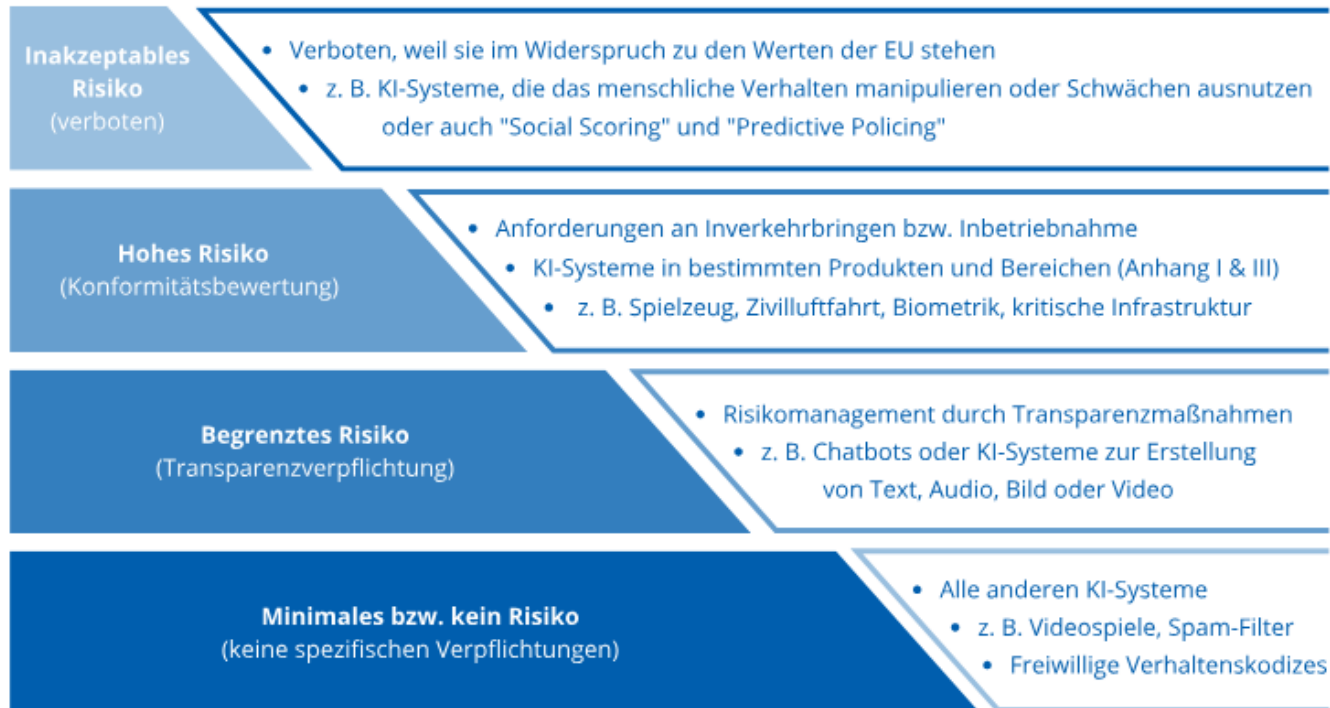 Inakzeptables
Risiko
(verboten)
• Verboten, weil sie im Widerspruch zu den Werten der EU stehen
• z. B. KI-Systeme, die das menschliche Verhalten manipulieren oder Schwächen ausnutzen
oder auch "Social Scoring" und "Predictive Policing"
Hohes Risiko
(Konformitätsbewertung)
• Anforderungen an Inverkehrbringen bzw. Inbetriebnahme
• KI-Systeme in bestimmten Produkten und Bereichen (Anhang I & III)
• z. B. Spielzeug, Zivilluftfahrt, Biometrik, kritische Infrastruktur
Begrenztes Risiko
(Transparenzverpflichtung)
• Risikomanagement durch Transparenzmaßnahmen
• z. B. Chatbots oder KI-Systeme zur Erstellung
von Text, Audio, Bild oder Video
Minimales bzw. kein Risiko
(keine spezifischen Verpflichtungen)
• Alle anderen KI-Systeme
• z. B. Videospiele, Spam-Filter
• Freiwillige Verhaltenskodizes